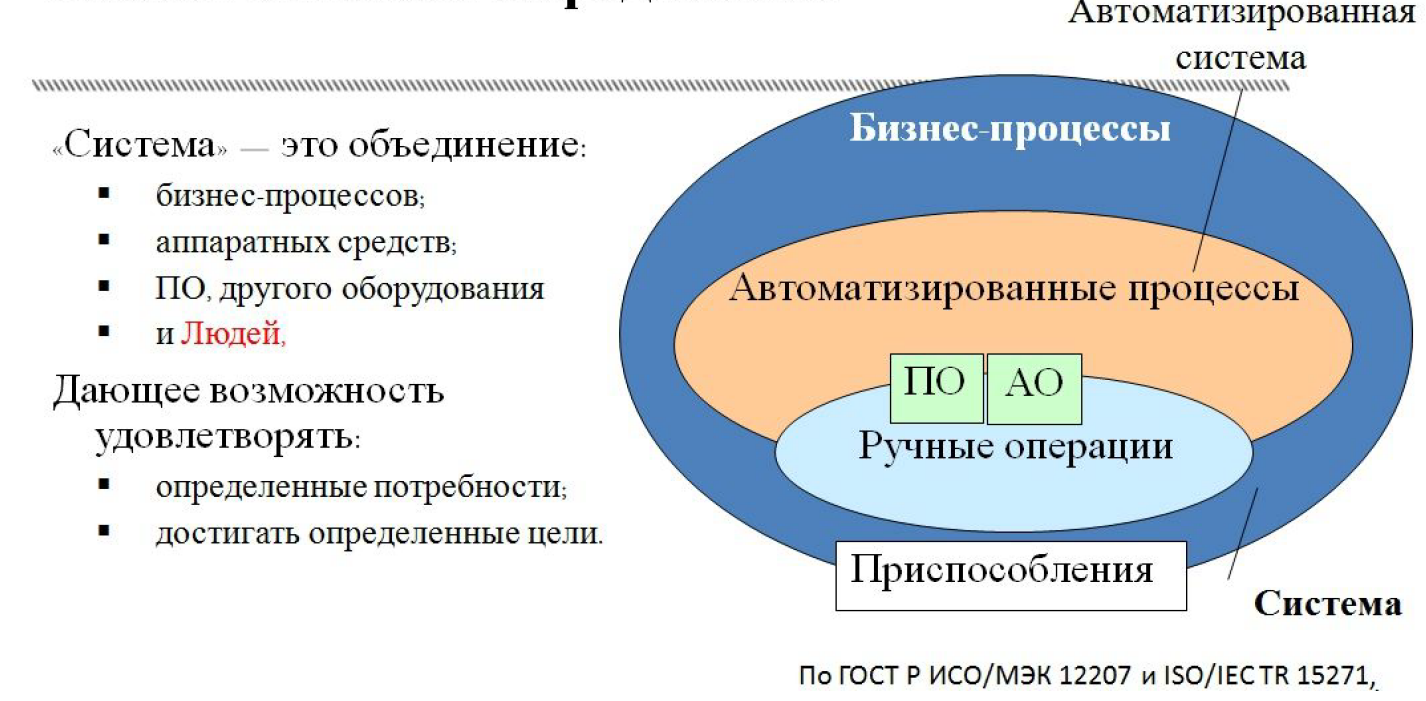 «Система» — это объединение:
▪ бизнес-процессов;
▪ аппаратных средств;
▪ ПО, другого оборудования
▪ и Людей,
Дающее возможность
удовлетворять:
▪ определенные потребности;
▪ достигать определенные цели.
Автоматизированная
система
Бизнес-процессы
Автоматизированные процессы
ПО
АО
Ручные операции
Приспособления
Система
По ГОСТ Р ИСО/МЭК 12207 и ISO/IEC TR 15271,